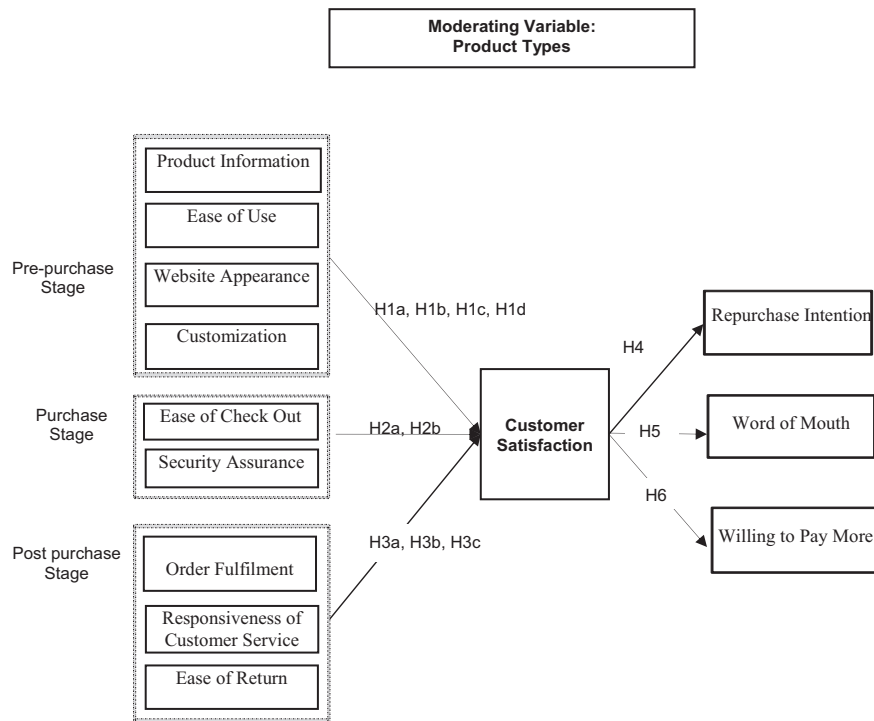 Moderating Variable:
Product Types
Pre-purchase
Stage
Product Information
Ease of Use
Website Appearance
Customization
H1a, H1b, H1c, H1d
Purchase
Stage
Ease of Check Out
Security Assurance
H2a, H2b
Post purchase
Stage
Order Fulfilment
Responsiveness of
Customer Service
Ease of Return
H3a, H3b, H3c
Customer
Satisfaction
H4
Repurchase Intention
H5
Word of Mouth
H6
Willing to Pay More